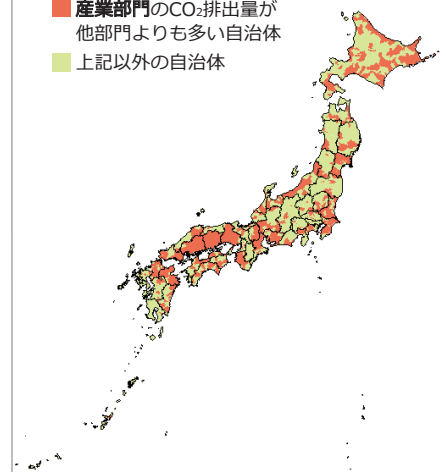 産業部門のCO₂排出量が
他部門よりも多い自治体
上記以外の自治体